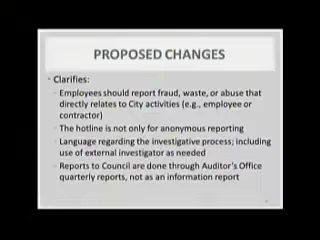 PROPOSED CHANGES
• Clarifies:
◦ Employees should report fraud, waste, or abuse that
directly relates to City activities (e.g., employee or
contractor)
◦ The hotline is not only for anonymous reporting
◦ Language regarding the investigative process; including
use of external investigator as needed
◦ Reports to Council are done through Auditor's Office
quarterly reports, not as an information report